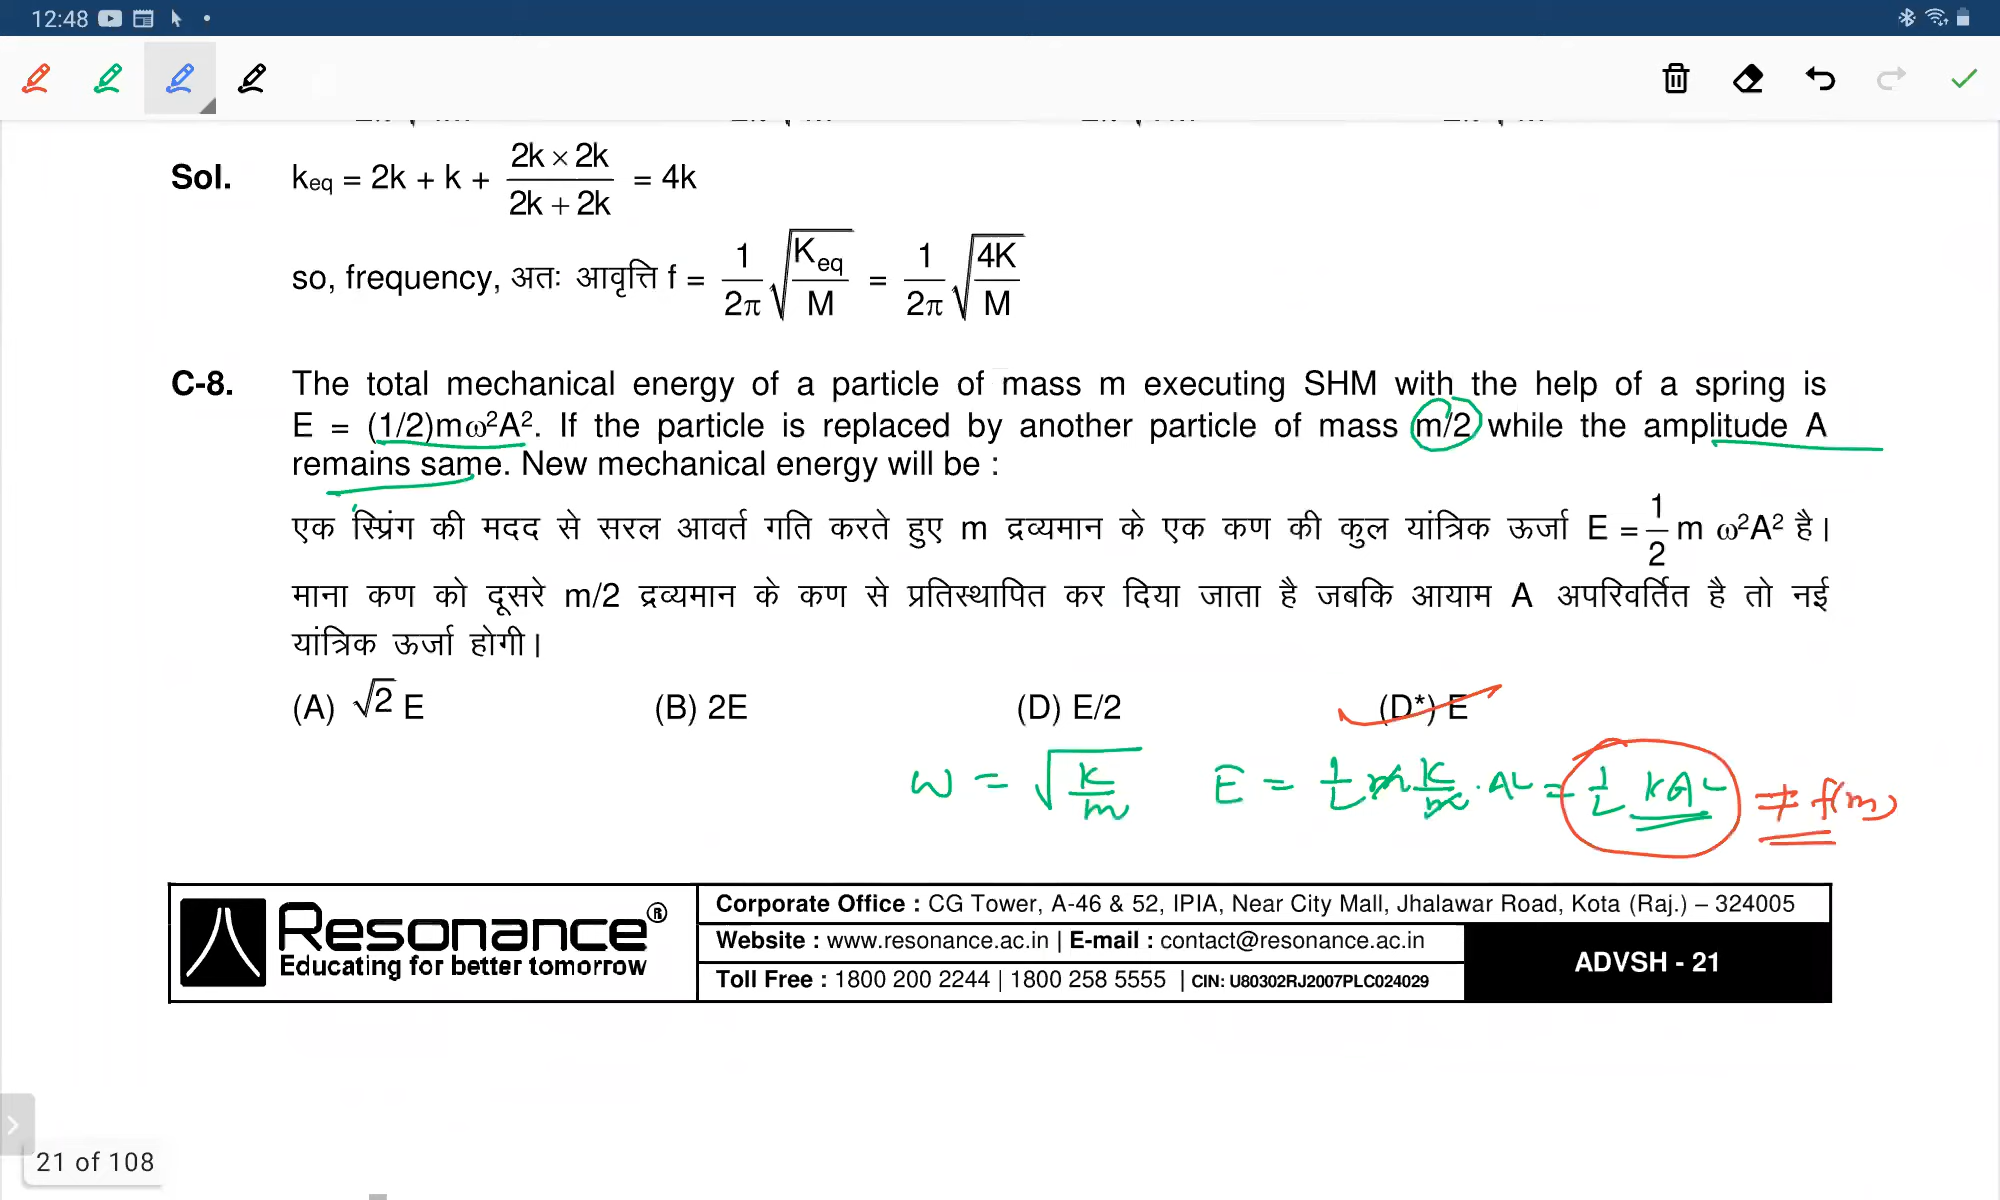 12:48
Sol. keq = 2k + k + (2k × 2k)/(2k + 2k) = 4k
so, frequency, अतः आवृत्ति f = 1/2π √(Keq/M) = 1/2π √(4K/M)
C-8. The total mechanical energy of a particle of mass m executing SHM with the help of a spring is
E = (1/2)mω²A². If the particle is replaced by another particle of mass m/2 while the amplitude A
remains same. New mechanical energy will be :
एक स्प्रिंग की मदद से सरल आवर्त गति करते हुए m द्रव्यमान के एक कण की कुल यांत्रिक ऊर्जा E = 1/2 m ω²A² है।
माना कण को दूसरे m/2 द्रव्यमान के कण से प्रतिस्थापित कर दिया जाता है जबकि आयाम A अपरिवर्तित है तो नई
यांत्रिक ऊर्जा होगी।
(A) √2 E (B) 2E (D) E/2 (D*) E
ω = √(k/m) E = 1/2 m k/m · A² = 1/2 KA² ≠ f(m)
Resonance®
Educating for better tomorrow
Corporate Office : CG Tower, A-46 & 52, IPIA, Near City Mall, Jhalawar Road, Kota (Raj.) – 324005
Website : www.resonance.ac.in | E-mail : contact@resonance.ac.in
Toll Free : 1800 200 2244 | 1800 258 5555 | CIN: U80302RJ2007PLC024029
ADVSH - 21
21 of 108